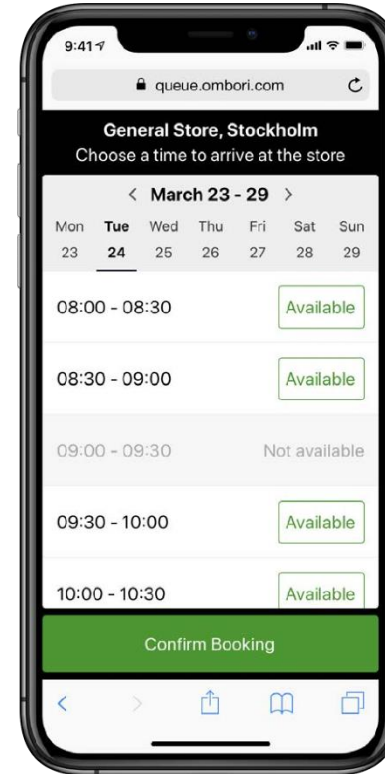 9:41
queue.ombori.com
General Store, Stockholm
Choose a time to arrive at the store
March 23 - 29
Mon Tue Wed Thu Fri Sat Sun
23 24 25 26 27 28 29
08:00 - 08:30 Available
08:30 - 09:00 Available
09:00 - 09:30 Not available
09:30 - 10:00 Available
10:00 - 10:30 Available
Confirm Booking